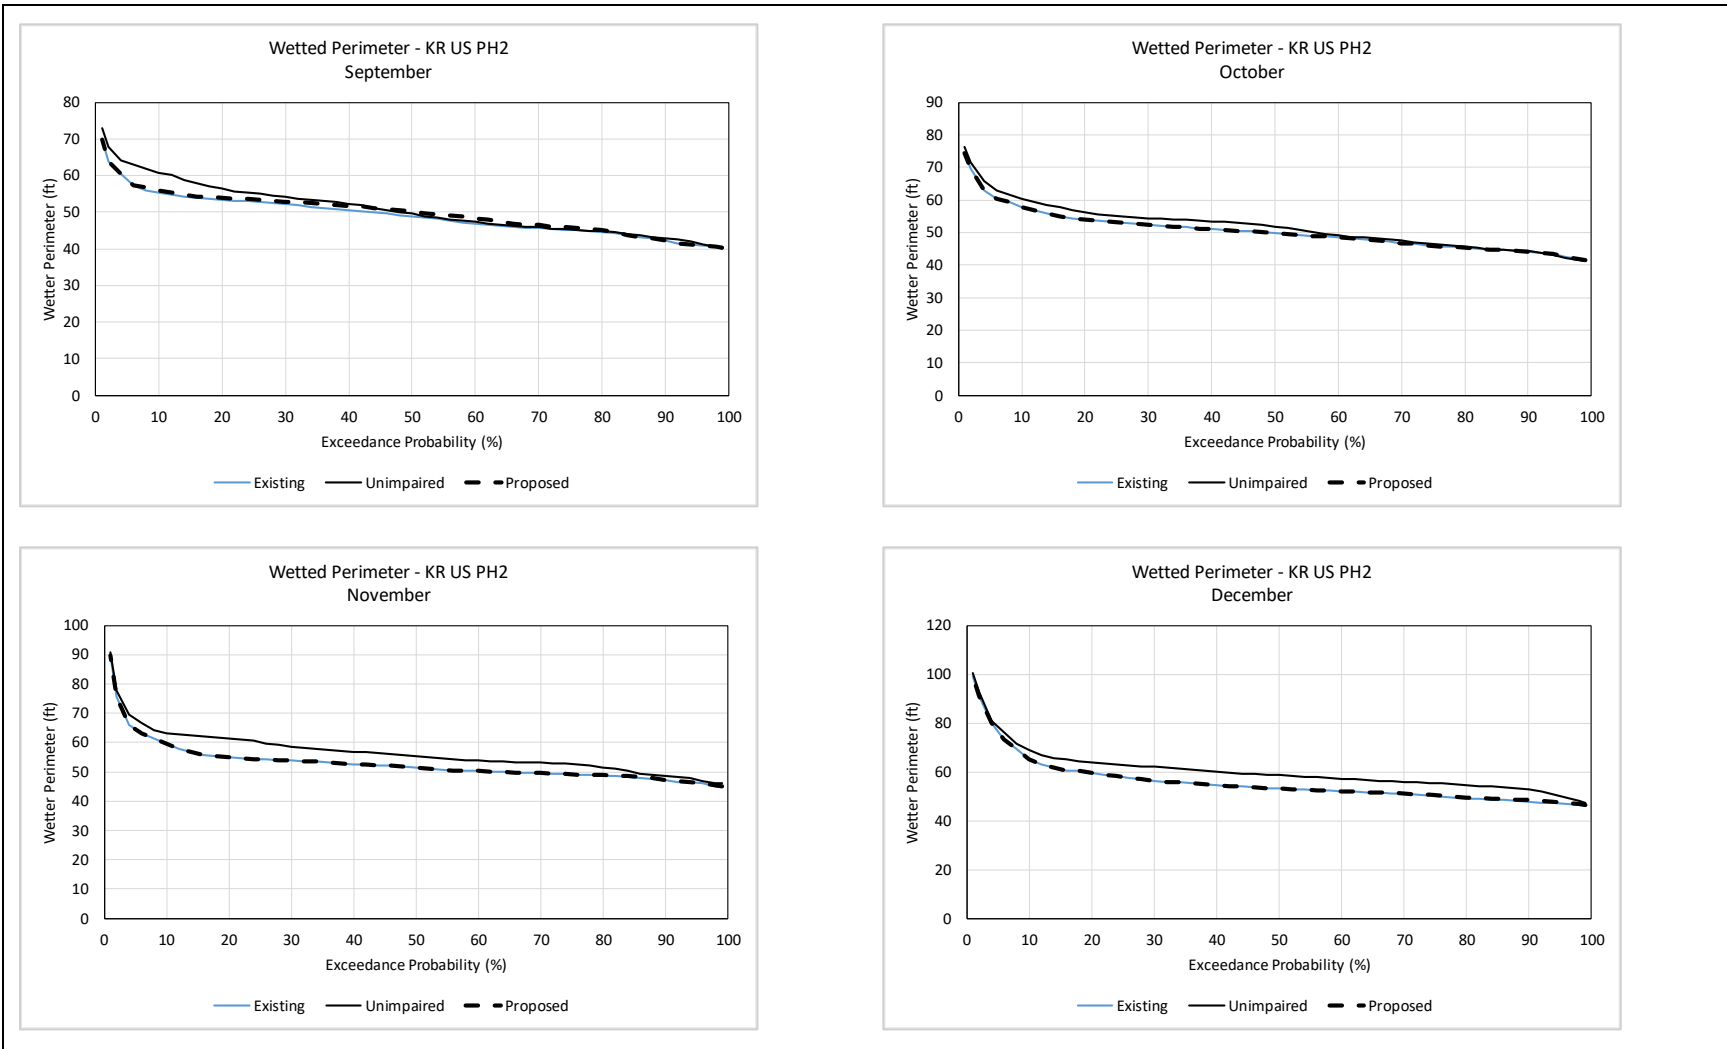 Wetted Perimeter - KR US PH2
September
80
70
60
50
40
30
20
10
0
Wetter Perimeter (ft)
0 10 20 30 40 50 60 70 80 90 100
Exceedance Probability (%)
Existing Unimpaired Proposed
Wetted Perimeter - KR US PH2
October
90
80
70
60
50
40
30
20
10
0
Wetter Perimeter (ft)
0 10 20 30 40 50 60 70 80 90 100
Exceedance Probability (%)
Existing Unimpaired Proposed
Wetted Perimeter - KR US PH2
November
100
90
80
70
60
50
40
30
20
10
0
Wetter Perimeter (ft)
0 10 20 30 40 50 60 70 80 90 100
Exceedance Probability (%)
Existing Unimpaired Proposed
Wetted Perimeter - KR US PH2
December
120
100
80
60
40
20
0
Wetter Perimeter (ft)
0 10 20 30 40 50 60 70 80 90 100
Exceedance Probability (%)
Existing Unimpaired Proposed